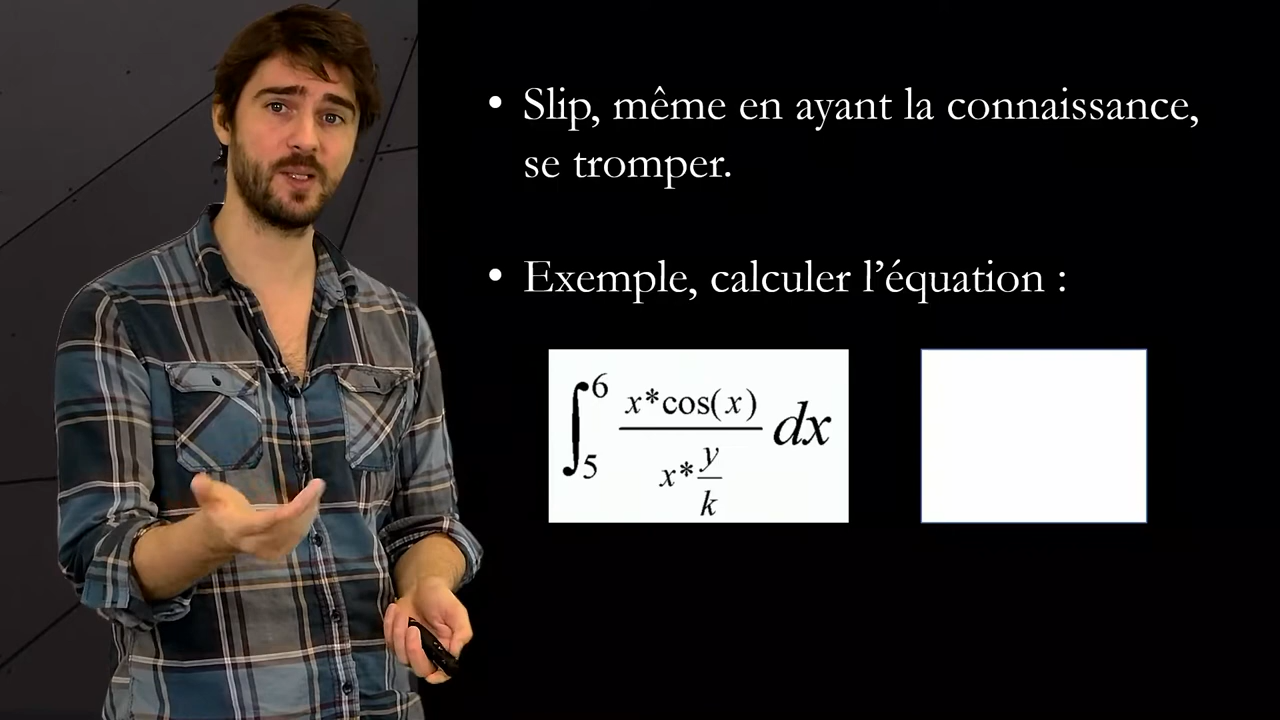 • Slip, même en ayant la connaissance,
se tromper.
• Exemple, calculer l’équation :
∫₅⁶ (x*cos(x))/(x*(y/k)) dx